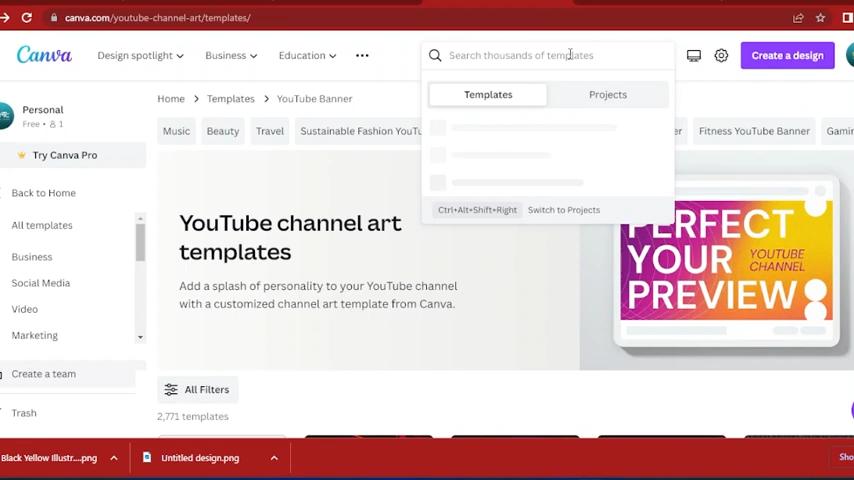 canva.com/youtube-channel-art/templates/
Canva
Design spotlight
Business
Education
Search thousands of templates
Create a design
Templates
Projects
Ctrl+Alt+Shift+Right Switch to Projects
Personal
Free • 1
Try Canva Pro
Back to Home
All templates
Business
Social Media
Video
Marketing
Create a team
Trash
Home
Templates
YouTube Banner
Music
Beauty
Travel
Sustainable Fashion YouTu
Fitness YouTube Banner
YouTube channel art
templates
Add a splash of personality to your YouTube channel
with a customized channel art template from Canva.
PERFECT
YOUR
PREVIEW
YOUTUBE
CHANNEL
All Filters
2,771 templates
Black Yellow Illustr....png
Untitled design.png